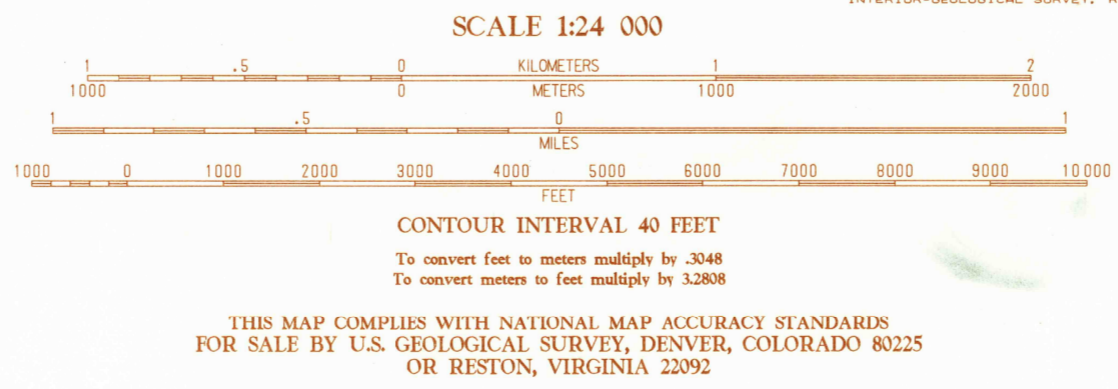 INTERIOR-GEOLOGICAL SURVEY,
SCALE 1:24 000
1 .5 0 KILOMETERS 1 2
1000 0 METERS 1000 2000
1 .5 0 1
MILES
1000 0 1000 2000 3000 4000 5000 6000 7000 8000 9000 10 000
FEET
CONTOUR INTERVAL 40 FEET
To convert feet to meters multiply by .3048
To convert meters to feet multiply by 3.2808
THIS MAP COMPLIES WITH NATIONAL MAP ACCURACY STANDARDS
FOR SALE BY U.S. GEOLOGICAL SURVEY, DENVER, COLORADO 80225
OR RESTON, VIRGINIA 22092